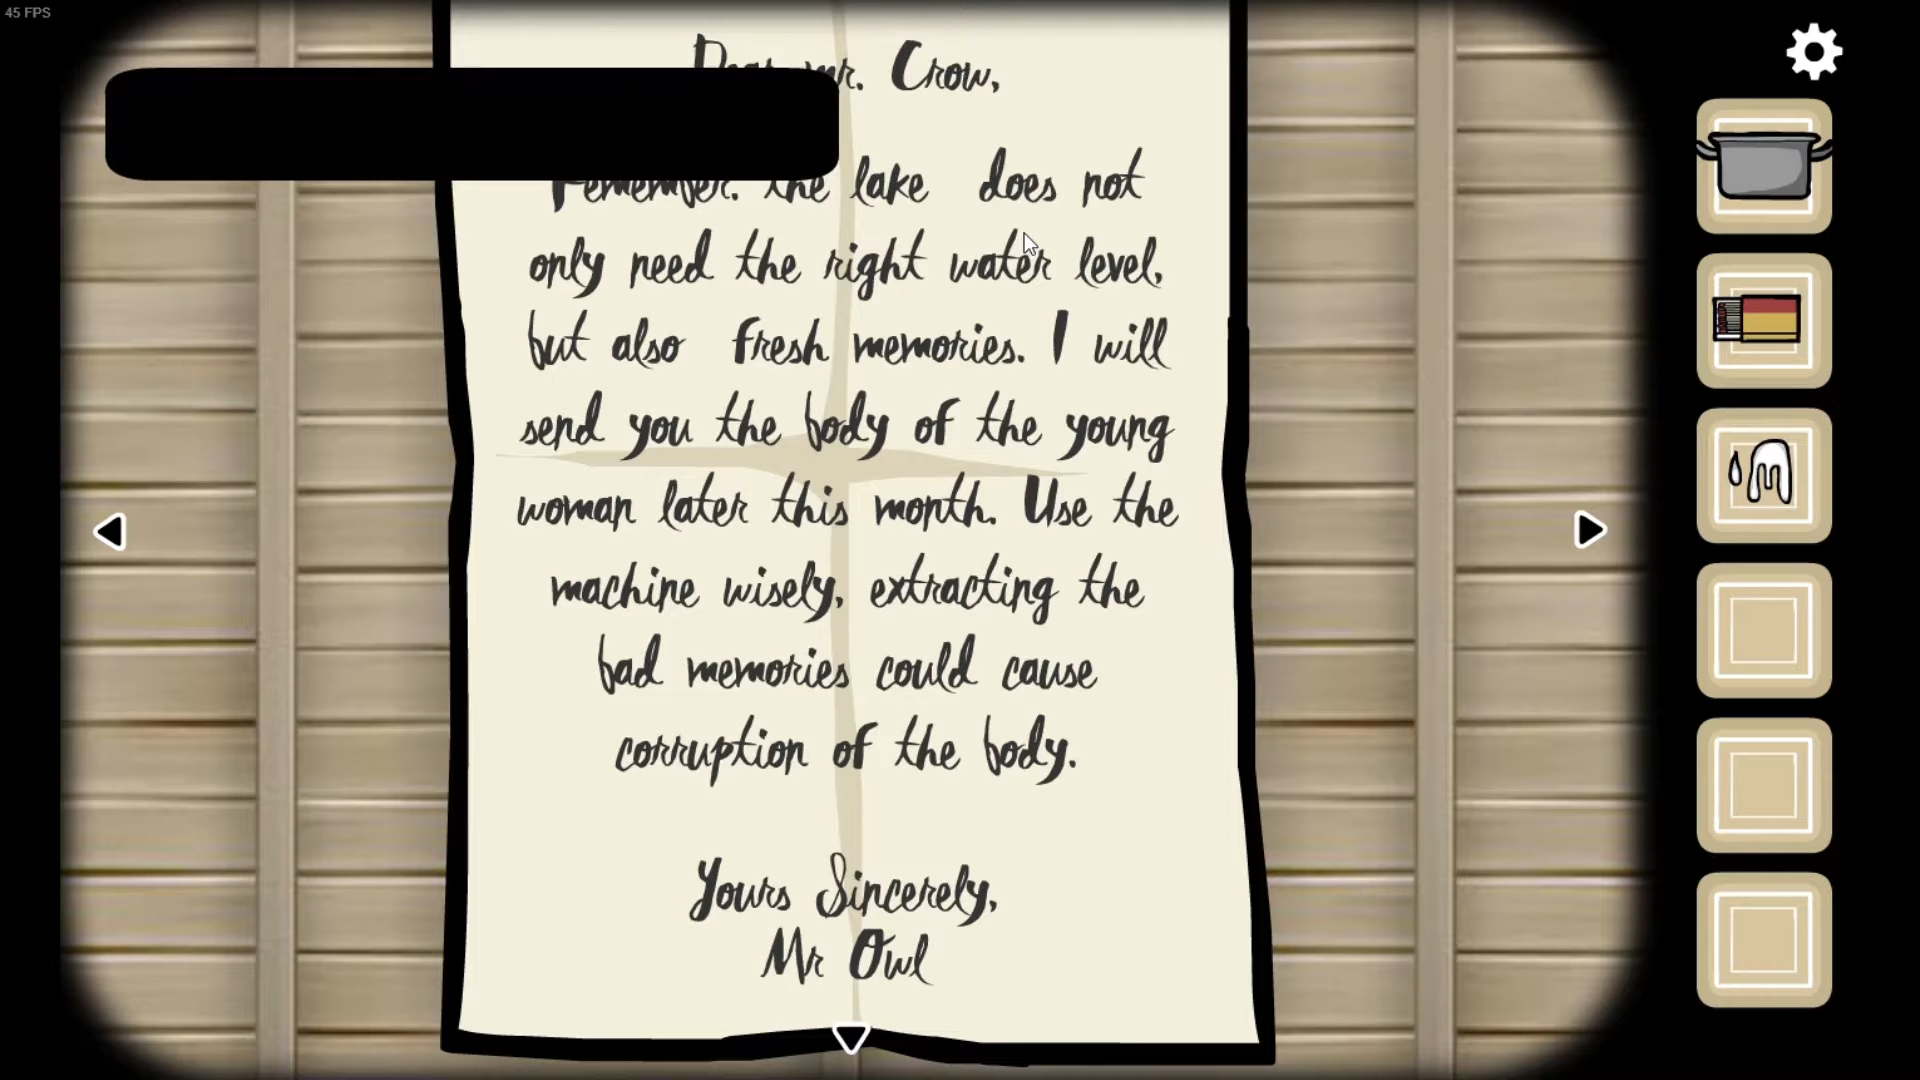 45 FPS
Dear mr. Crow,
Remember. the lake does not
only need the right water level,
but also fresh memories. I will
send you the body of the young
woman later this month. Use the
machine wisely, extracting the
bad memories could cause
corruption of the body.
Yours Sincerely,
Mr Owl